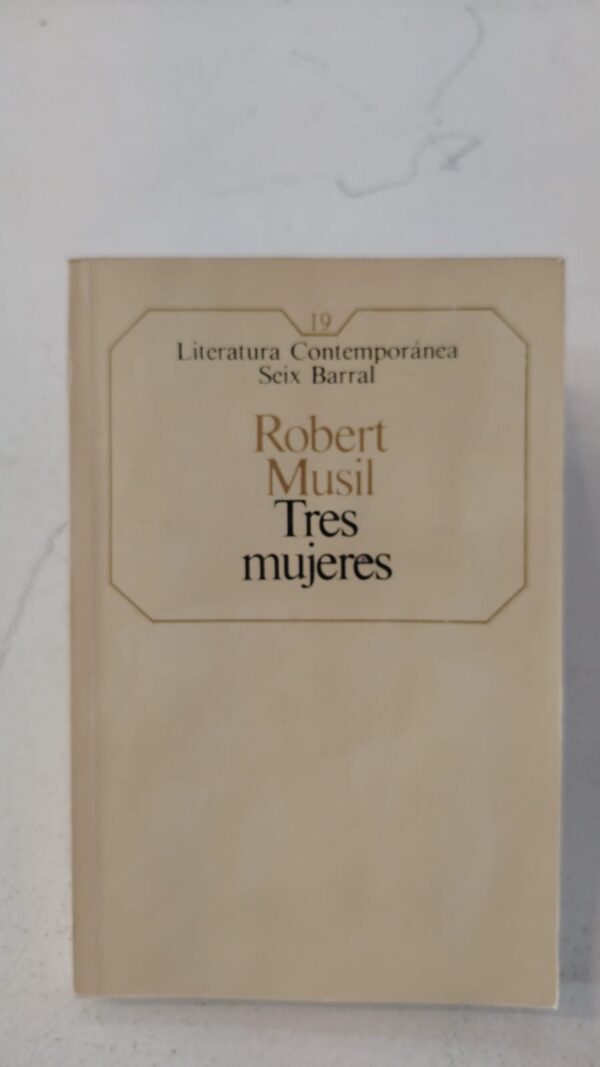 19
Literatura Contemporánea
Seix Barral
Robert
Musil
Tres
mujeres